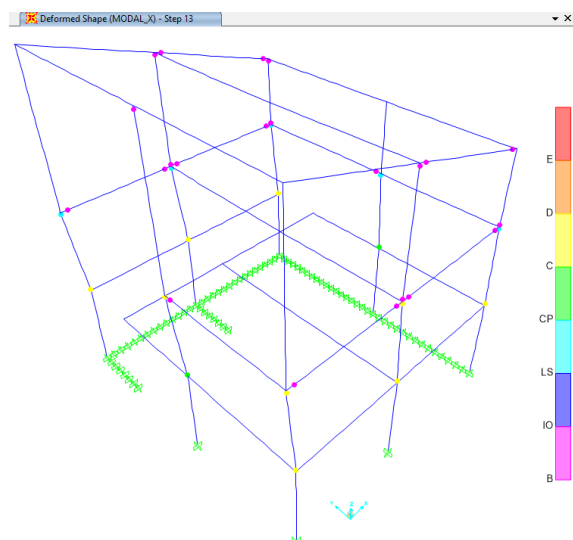 Deformed Shape (MODAL_X) - Step 13
E
D
C
CP
LS
IO
B
Y Z X